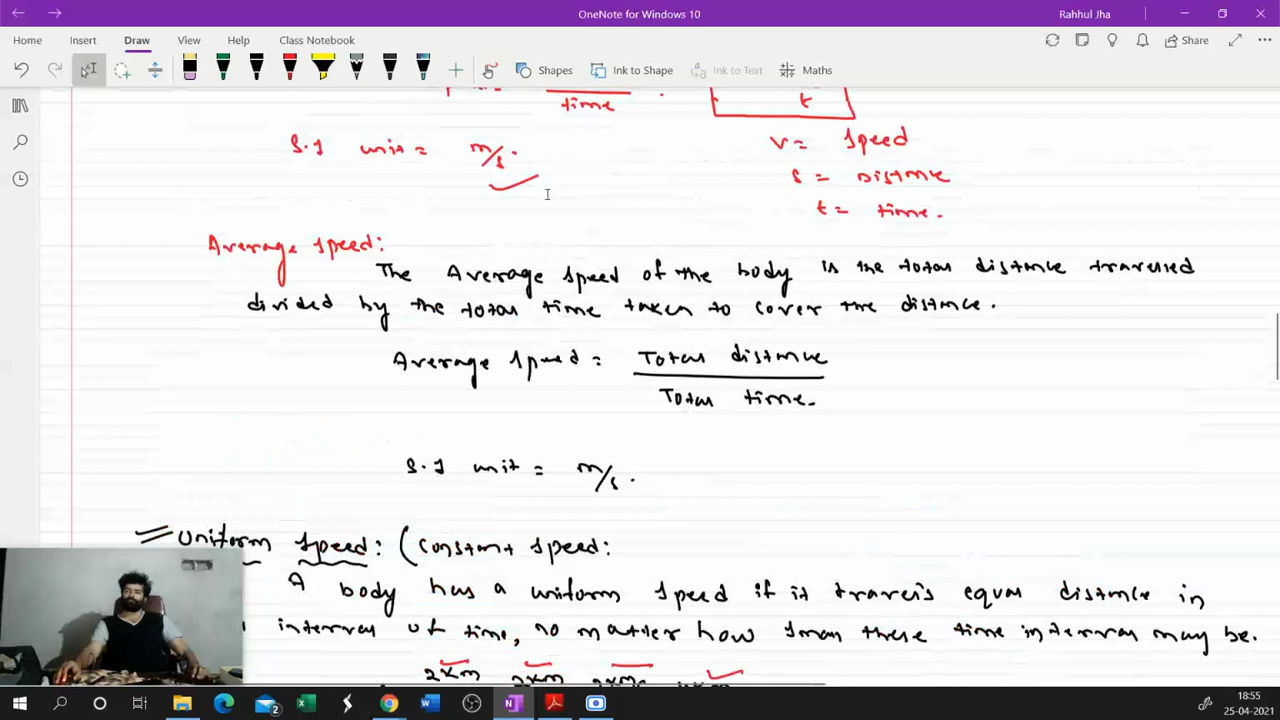 OneNote for Windows 10
Rahhul Jha
Home Insert Draw View Help Class Notebook
Share
Shapes Ink to Shape Ink to Text Maths
time
t
S.I unit = m/s.
v = speed
s = Distance
t = time.
Average speed:
The Average speed of the body is the total distance travelled
divided by the total time taken to cover the distance.
Average speed = Total distance
Total time.
S.I unit = m/s.
uniform speed: (constant speed:
A body has a uniform speed if it travels equal distance in
interval of time, no matter how small these time interval may be.
2km 2km
18:55
25-04-2021